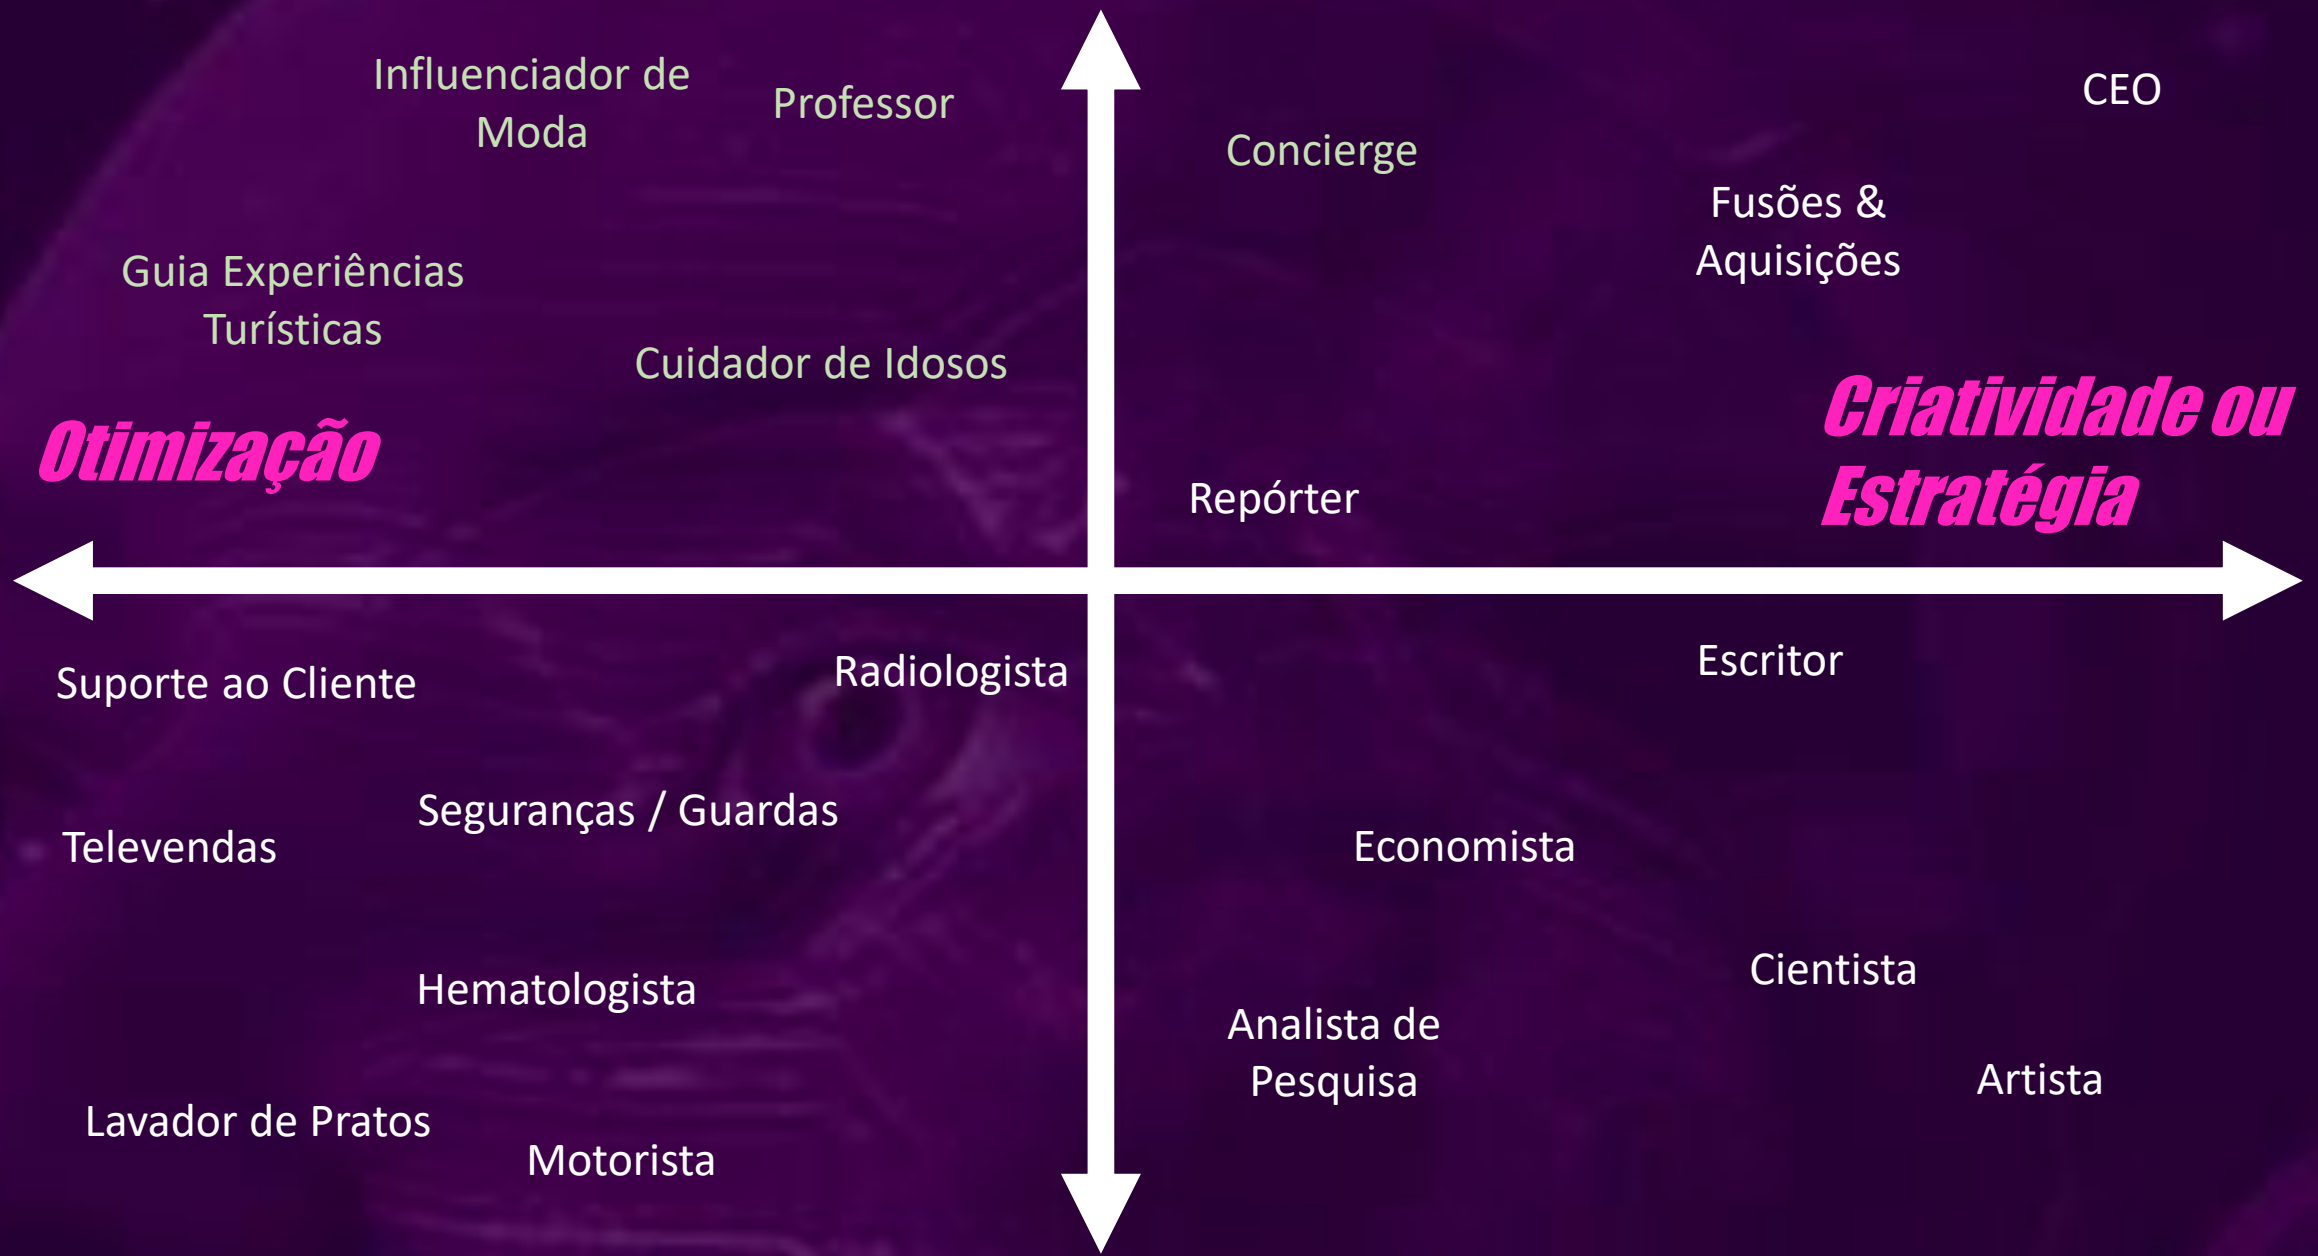 Influenciador de
Moda
Professor
CEO
Concierge
Fusões &
Aquisições
Guia Experiências
Turísticas
Cuidador de Idosos
Otimização
Criatividade ou
Estratégia
Repórter
Suporte ao Cliente
Radiologista
Escritor
Seguranças / Guardas
Televendas
Economista
Hematologista
Cientista
Analista de
Pesquisa
Artista
Lavador de Pratos
Motorista